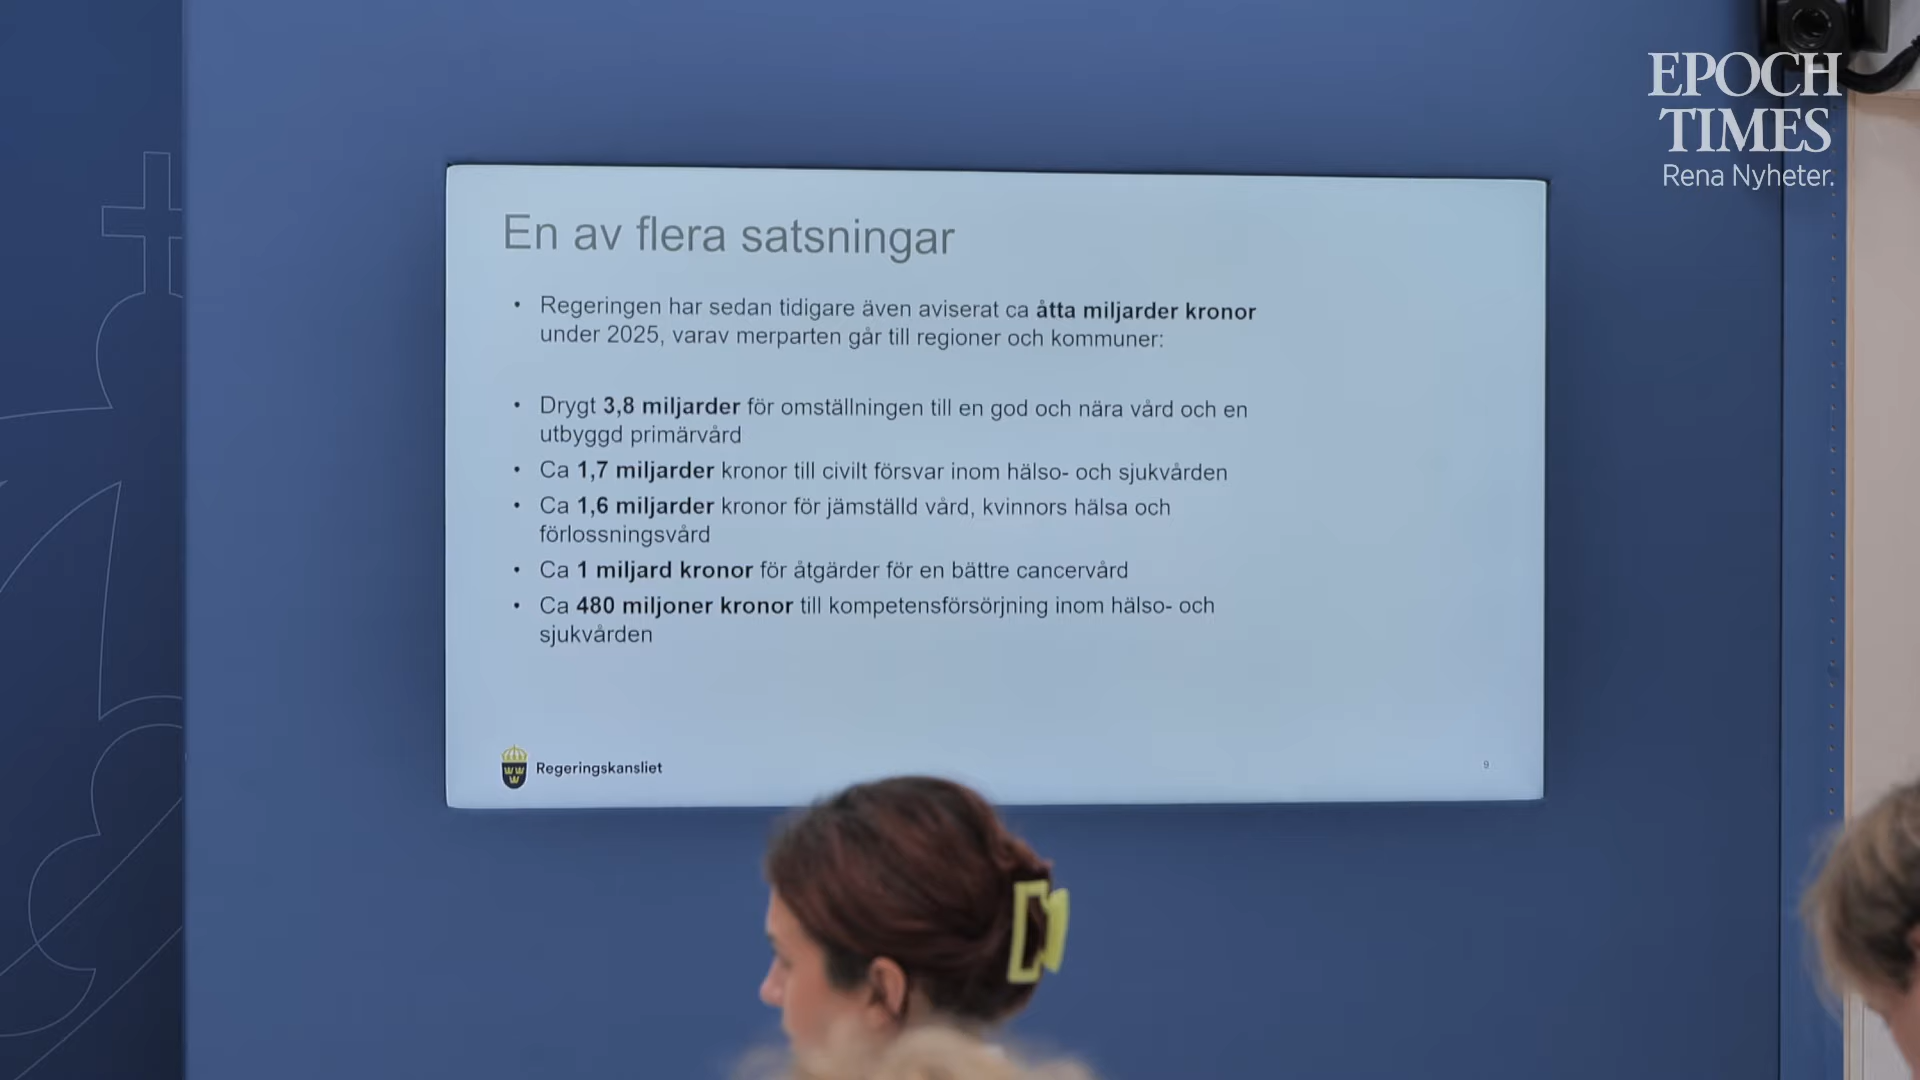 EPOCH
TIMES
Rena Nyheter.
En av flera satsningar
• Regeringen har sedan tidigare även aviserat ca åtta miljarder kronor
under 2025, varav merparten går till regioner och kommuner:
• Drygt 3,8 miljarder för omställningen till en god och nära vård och en
utbyggd primärvård
• Ca 1,7 miljarder kronor till civilt försvar inom hälso- och sjukvården
• Ca 1,6 miljarder kronor för jämställd vård, kvinnors hälsa och
förlossningsvård
• Ca 1 miljard kronor för åtgärder för en bättre cancervård
• Ca 480 miljoner kronor till kompetensförsörjning inom hälso- och
sjukvården
Regeringskansliet
9